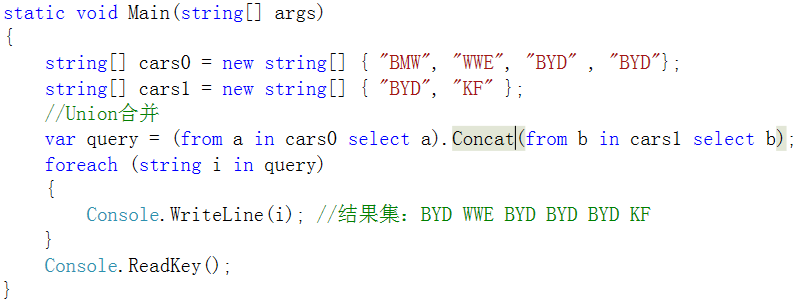 static void Main(string[] args)
{
    string[] cars0 = new string[] { "BMW", "WWE", "BYD" , "BYD"};
    string[] cars1 = new string[] { "BYD", "KF" };
    //Union合并
    var query = (from a in cars0 select a).Concat(from b in cars1 select b);
    foreach (string i in query)
    {
        Console.WriteLine(i); //结果集：BYD WWE BYD BYD BYD KF
    }
    Console.ReadKey();
}